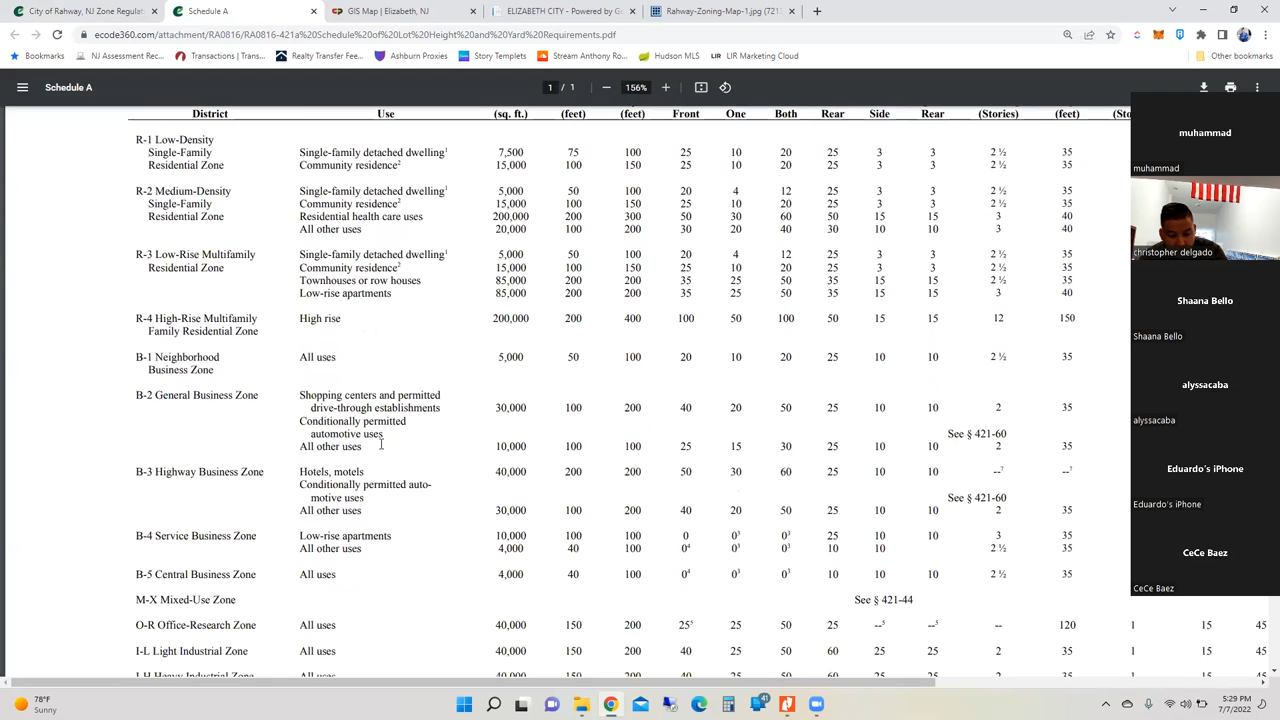 City of Rahway, NJ Zoning Regulat
Schedule A
GIS Map | Elizabeth, NJ
ELIZABETH CITY - Powered by Gi
Rahway-Zoning-Map-1.jpg (721
ecode360.com/attachment/RA0816/RA0816-421a%20Schedule%20of%20Lot%20Height%20and%20Yard%20Requirements.pdf
Bookmarks NJ Assessment Rec... Transactions | Trans... Realty Transfer Fee... Ashburn Proxies Story Templets Stream Anthony Ro... Hudson MLS LIR Marketing Cloud Other bookmarks
Schedule A 1 / 1 156%
District Use (sq. ft.) (feet) (feet) Front One Both Rear Side Rear (Stories) (feet) (Sto
R-1 Low-Density
Single-Family Single-family detached dwelling1 7,500 75 100 25 10 20 25 3 3 2 ½ 35
Residential Zone Community residence2 15,000 100 150 25 10 20 25 3 3 2 ½ 35
R-2 Medium-Density Single-family detached dwelling1 5,000 50 100 20 4 12 25 3 3 2 ½ 35
Single-Family Community residence2 15,000 100 150 25 10 20 25 3 3 2 ½ 35
Residential Zone Residential health care uses 200,000 200 300 50 30 60 50 15 15 3 40
All other uses 20,000 100 200 30 20 40 30 10 10 3 40
R-3 Low-Rise Multifamily Single-family detached dwelling1 5,000 50 100 20 4 12 25 3 3 2 ½ 35
Residential Zone Community residence2 15,000 100 150 25 10 20 25 3 3 2 ½ 35
Townhouses or row houses 85,000 200 200 35 25 50 35 15 15 2 ½ 35
Low-rise apartments 85,000 200 200 35 25 50 35 15 15 3 40
R-4 High-Rise Multifamily High rise 200,000 200 400 100 50 100 50 15 15 12 150
Family Residential Zone
B-1 Neighborhood All uses 5,000 50 100 20 10 20 25 10 10 2 ½ 35
Business Zone
B-2 General Business Zone Shopping centers and permitted
drive-through establishments 30,000 100 200 40 20 50 25 10 10 2 35
Conditionally permitted
automotive uses See § 421-60
All other uses 10,000 100 100 25 15 30 25 10 10 2 35
B-3 Highway Business Zone Hotels, motels 40,000 200 200 50 30 60 25 10 10 --7 --7
Conditionally permitted auto-
motive uses See § 421-60
All other uses 30,000 100 200 40 20 50 25 10 10 2 35
B-4 Service Business Zone Low-rise apartments 10,000 100 100 0 03 03 25 10 10 3 35
All other uses 4,000 40 100 04 03 03 10 10 2 ½ 35
B-5 Central Business Zone All uses 4,000 40 100 04 03 03 10 10 10 2 ½ 35
M-X Mixed-Use Zone See § 421-44
O-R Office-Research Zone All uses 40,000 150 200 255 25 50 25 --5 --5 -- 120 1 15 45
I-L Light Industrial Zone All uses 40,000 150 200 40 25 50 60 25 25 2 35 1 15 45
I-H Heavy Industrial Zone All uses 40,000 150 200 40 25 50 60 25 25 2 35
muhammad
muhammad
christopher delgado
Shaana Bello
Shaana Bello
alyssacaba
alyssacaba
Eduardo's iPhone
Eduardo's iPhone
CeCe Baez
CeCe Baez
78°F
Sunny
41
5:29 PM
7/7/2022